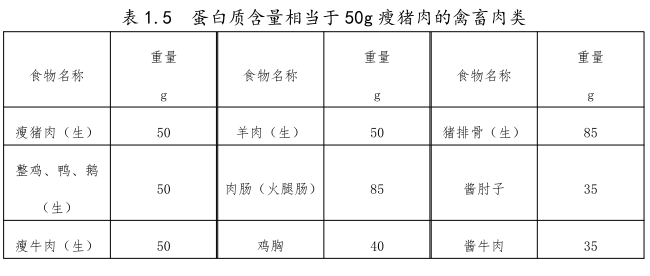 表 1.5 蛋白质含量相当于 50g 瘦猪肉的禽畜肉类
食物名称 重量 g 食物名称 重量 g 食物名称 重量 g
瘦猪肉（生） 50 羊肉（生） 50 猪排骨（生） 85
整鸡、鸭、鹅（生） 50 肉肠（火腿肠） 85 酱肘子 35
瘦牛肉（生） 50 鸡胸 40 酱牛肉 35